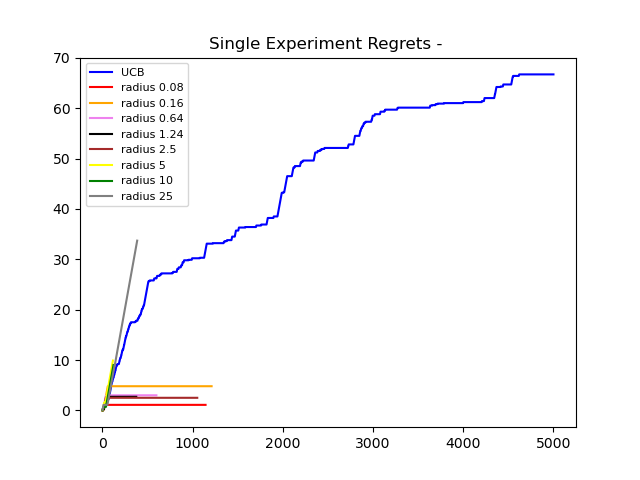 Single Experiment Regrets -
UCB
radius 0.08
radius 0.16
radius 0.64
radius 1.24
radius 2.5
radius 5
radius 10
radius 25
70
60
50
40
30
20
10
0
0 1000 2000 3000 4000 5000